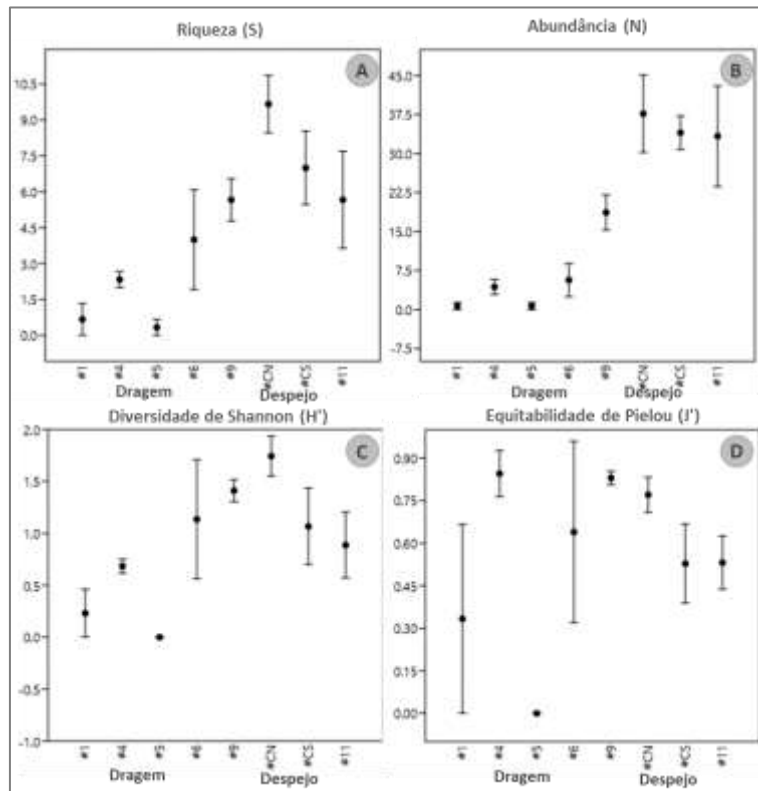 Riqueza (S)
A
10.5
9.0
7.5
6.0
4.5
3.0
1.5
0.0
#1
#4
#5
#6
#9
#CN
#CS
#11
Dragem
Despejo
Abundância (N)
B
45.0
37.5
30.0
22.5
15.0
7.5
0.0
-7.5
#1
#4
#5
#6
#9
#CN
#CS
#11
Dragem
Despejo
Diversidade de Shannon (H')
C
2.0
1.5
1.0
0.5
0.0
-0.5
-1.0
#1
#4
#5
#6
#9
#CN
#CS
#11
Dragem
Despejo
Equitabilidade de Pielou (J')
D
0.90
0.75
0.60
0.45
0.30
0.15
0.00
#1
#4
#5
#6
#9
#CN
#CS
#11
Dragem
Despejo